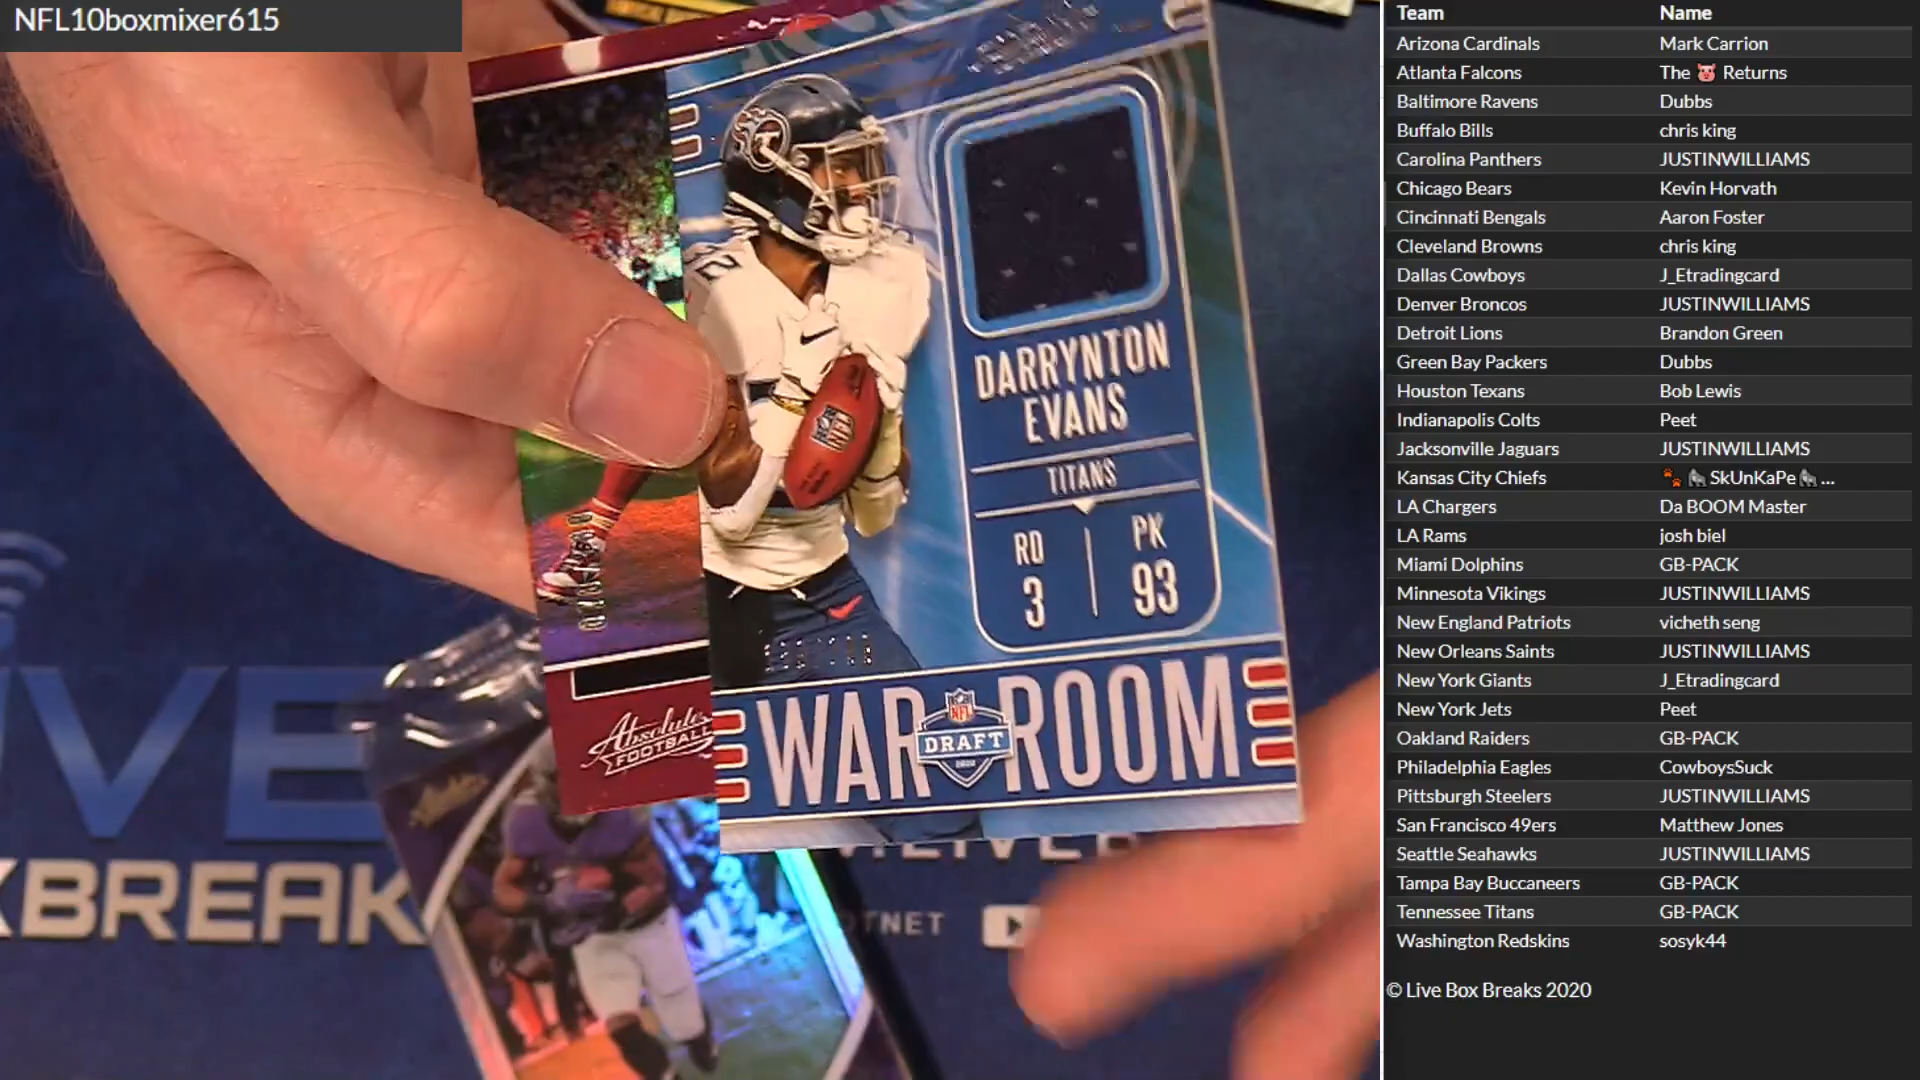 NFL10boxmixer615
DARRYNTON
EVANS
TITANS
RD
3
PK
93
WAR ROOM
NFL
DRAFT
Absolute
FOOTBALL
IVE
BREAK
Team Name
Arizona Cardinals Mark Carrion
Atlanta Falcons The 🐷 Returns
Baltimore Ravens Dubbs
Buffalo Bills chris king
Carolina Panthers JUSTINWILLIAMS
Chicago Bears Kevin Horvath
Cincinnati Bengals Aaron Foster
Cleveland Browns chris king
Dallas Cowboys J_Etradingcard
Denver Broncos JUSTINWILLIAMS
Detroit Lions Brandon Green
Green Bay Packers Dubbs
Houston Texans Bob Lewis
Indianapolis Colts Peet
Jacksonville Jaguars JUSTINWILLIAMS
Kansas City Chiefs 🐾🦍SkUnKaPe🦍...
LA Chargers Da BOOM Master
LA Rams josh biel
Miami Dolphins GB-PACK
Minnesota Vikings JUSTINWILLIAMS
New England Patriots vicheth seng
New Orleans Saints JUSTINWILLIAMS
New York Giants J_Etradingcard
New York Jets Peet
Oakland Raiders GB-PACK
Philadelphia Eagles CowboysSuck
Pittsburgh Steelers JUSTINWILLIAMS
San Francisco 49ers Matthew Jones
Seattle Seahawks JUSTINWILLIAMS
Tampa Bay Buccaneers GB-PACK
Tennessee Titans GB-PACK
Washington Redskins sosyk44
© Live Box Breaks 2020